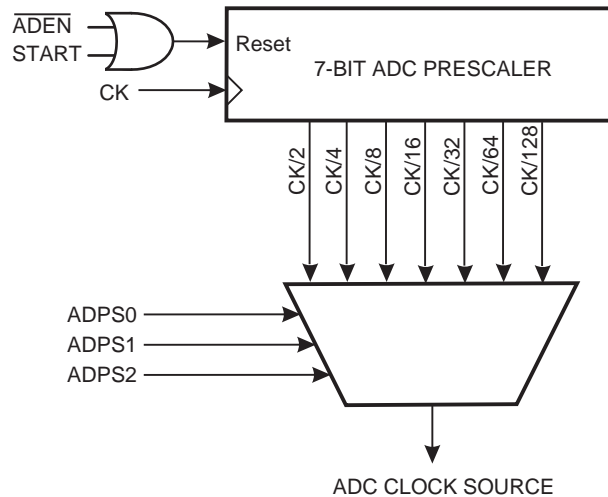 ADEN
START
Reset
7-BIT ADC PRESCALER
CK
CK/2
CK/4
CK/8
CK/16
CK/32
CK/64
CK/128
ADPS0
ADPS1
ADPS2
ADC CLOCK SOURCE